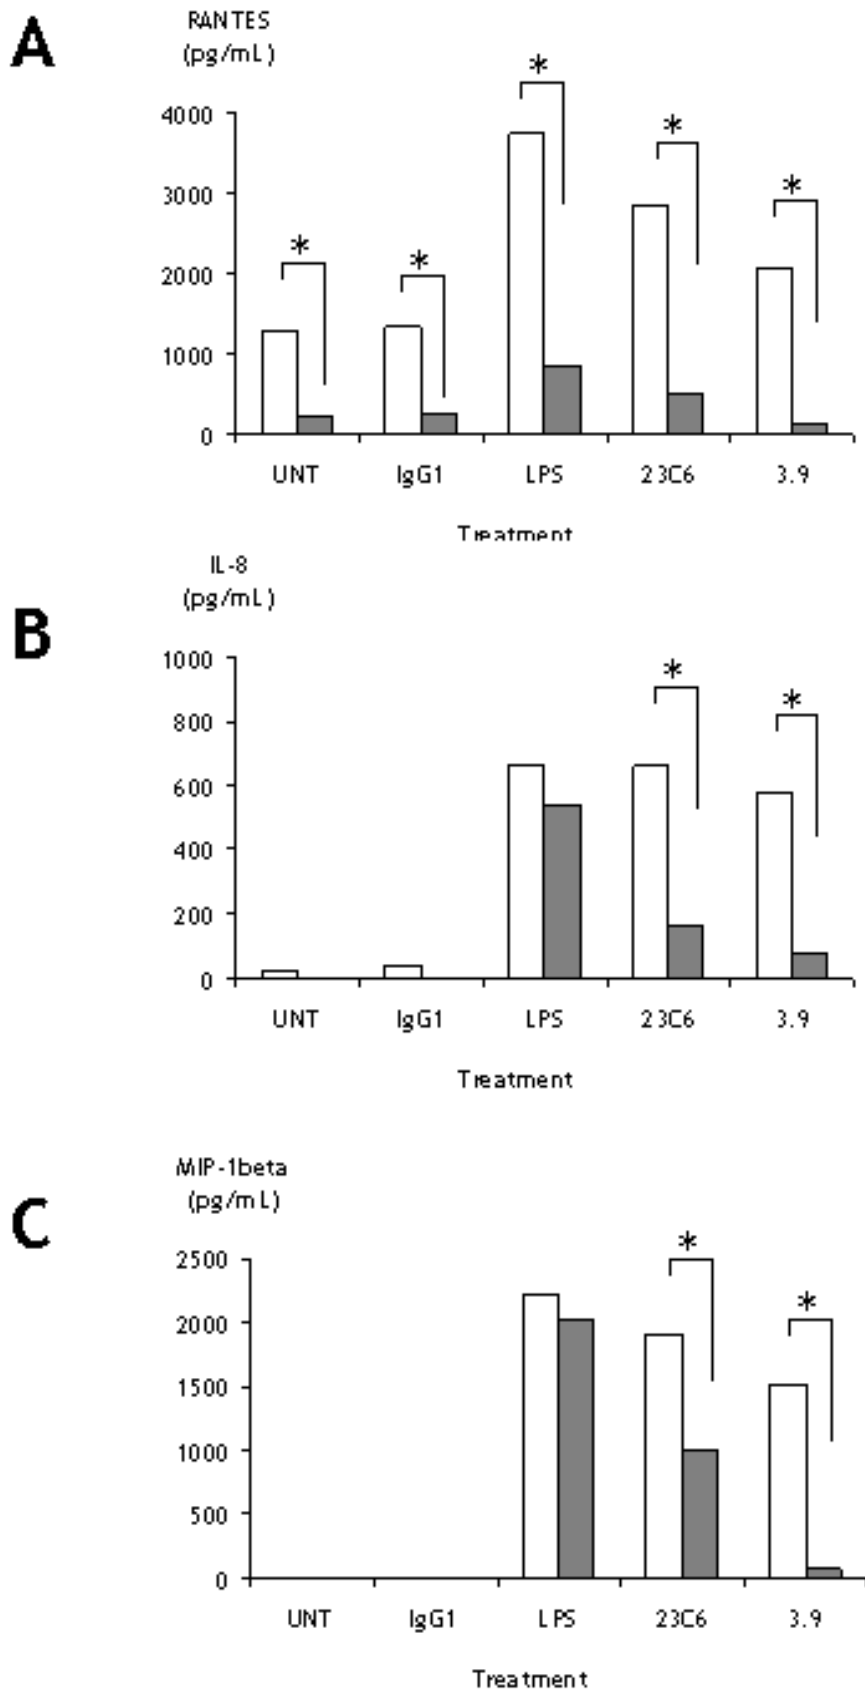 A
RANTES
(pg/mL)
*
*
*
*
*
4000
3000
2000
1000
0
UNT IgG1 LPS 23C6 3.9
Treatment
B
IL-8
(pg/mL)
*
*
1000
800
600
400
200
0
UNT IgG1 LPS 23C6 3.9
Treatment
C
MIP-1beta
(pg/mL)
*
*
2500
2000
1500
1000
500
0
UNT IgG1 LPS 23C6 3.9
Treatment